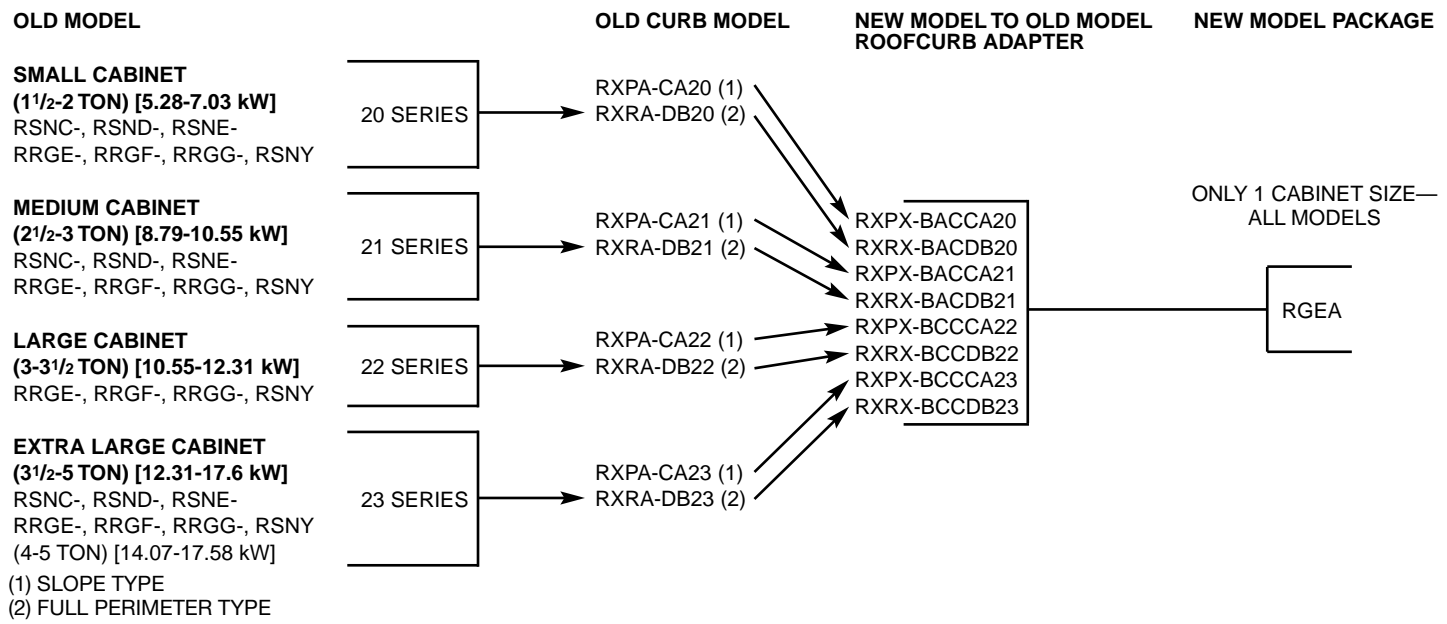 OLD MODEL
OLD CURB MODEL
NEW MODEL TO OLD MODEL
ROOFCURB ADAPTER
NEW MODEL PACKAGE
SMALL CABINET
(1 1/2-2 TON) [5.28-7.03 kW]
RSNC-, RSND-, RSNE-
RRGE-, RRGF-, RRGG-, RSNY
20 SERIES
RXPA-CA20 (1)
RXRA-DB20 (2)
MEDIUM CABINET
(2 1/2-3 TON) [8.79-10.55 kW]
RSNC-, RSND-, RSNE-
RRGE-, RRGF-, RRGG-, RSNY
21 SERIES
RXPA-CA21 (1)
RXRA-DB21 (2)
LARGE CABINET
(3-3 1/2 TON) [10.55-12.31 kW]
RRGE-, RRGF-, RRGG-, RSNY
22 SERIES
RXPA-CA22 (1)
RXRA-DB22 (2)
EXTRA LARGE CABINET
(3 1/2-5 TON) [12.31-17.6 kW]
RSNC-, RSND-, RSNE-
RRGE-, RRGF-, RRGG-, RSNY
(4-5 TON) [14.07-17.58 kW]
23 SERIES
RXPA-CA23 (1)
RXRA-DB23 (2)
RXPX-BACCA20
RXRX-BACDB20
RXPX-BACCA21
RXRX-BACDB21
RXPX-BCCCA22
RXRX-BCCDB22
RXPX-BCCCA23
RXRX-BCCDB23
ONLY 1 CABINET SIZE—
ALL MODELS
RGEA
(1) SLOPE TYPE
(2) FULL PERIMETER TYPE